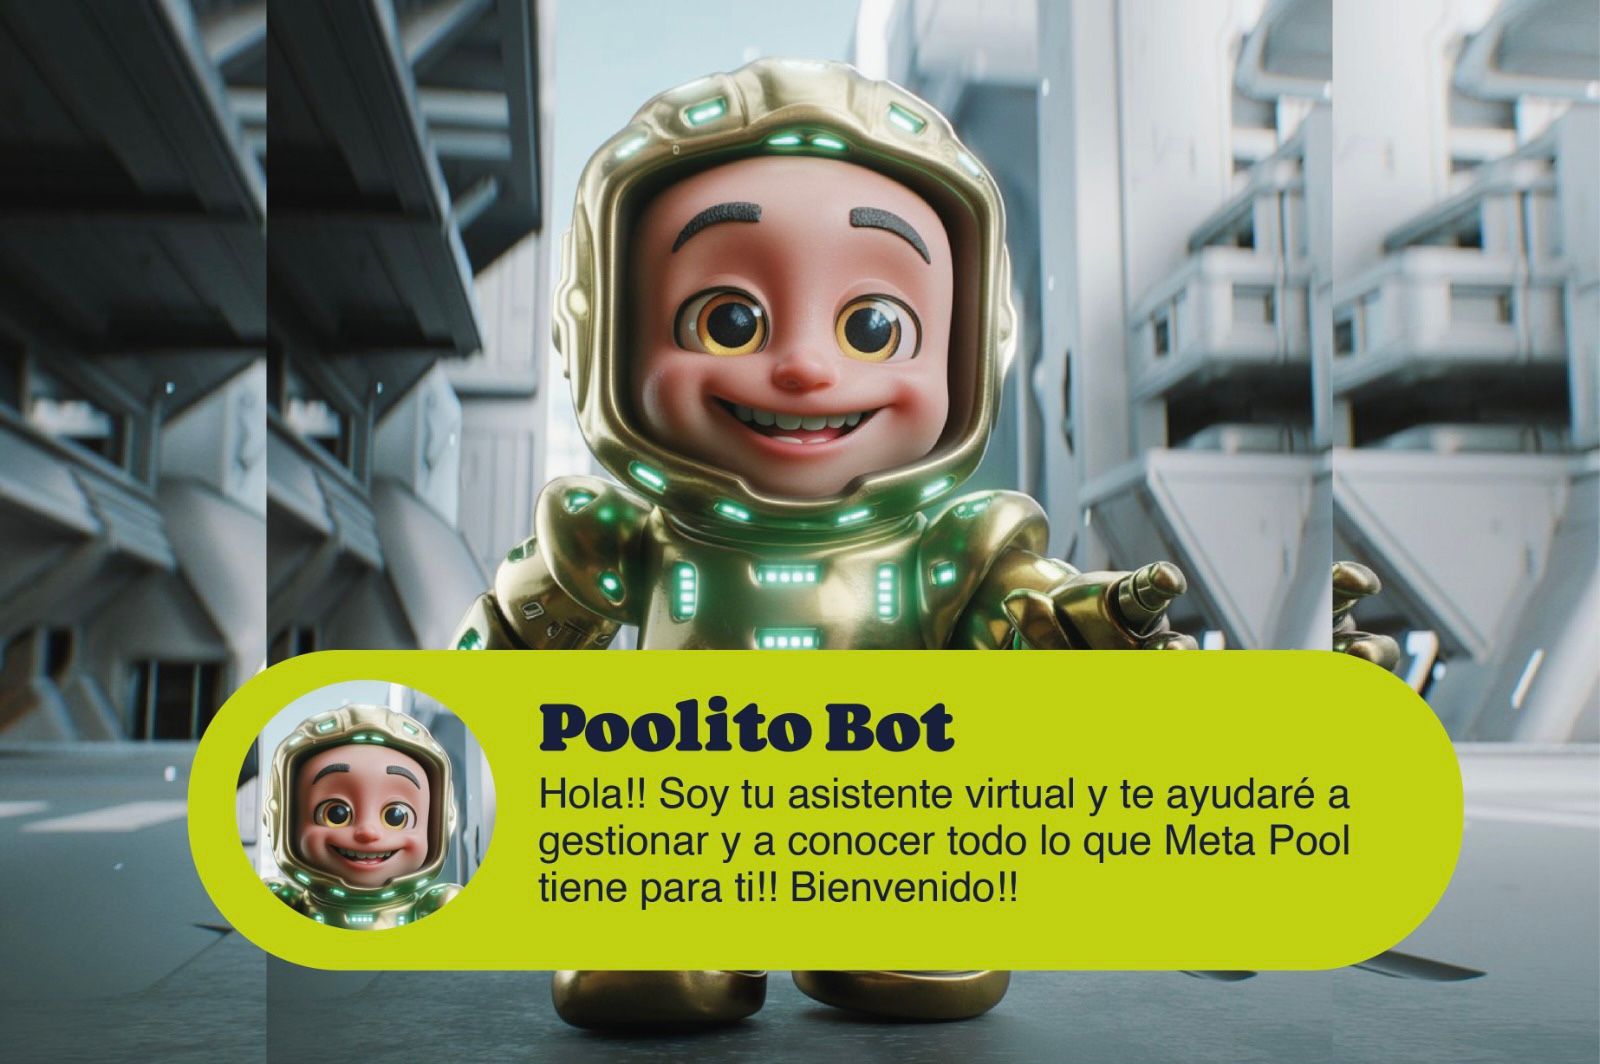 Poolito Bot
Hola!! Soy tu asistente virtual y te ayudaré a
gestionar y a conocer todo lo que Meta Pool
tiene para ti!! Bienvenido!!